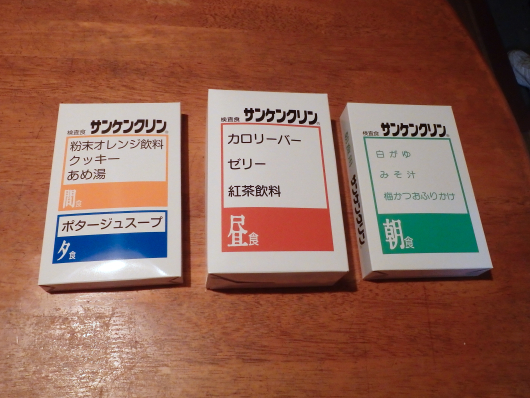 検査食 サンケンクリン®
粉末オレンジ飲料
クッキー
あめ湯
間食
ポタージュスープ
夕食
検査食 サンケンクリン®
カロリーバー
ゼリー
紅茶飲料
昼食
検査食 サンケンクリン®
白がゆ
みそ汁
梅かつおふりかけ
朝食
サンケンクリン